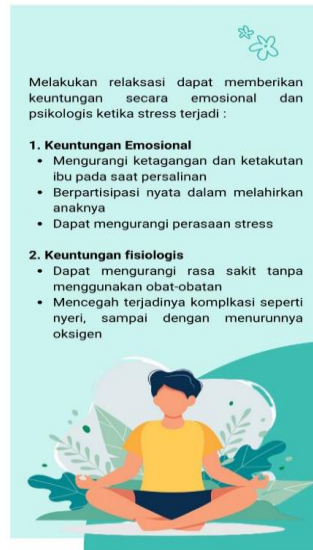 Melakukan relaksasi dapat memberikan
keuntungan secara emosional dan
psikologis ketika stress terjadi :
1. Keuntungan Emosional
• Mengurangi ketagangan dan ketakutan
ibu pada saat persalinan
• Berpartisipasi nyata dalam melahirkan
anaknya
• Dapat mengurangi perasaan stress
2. Keuntungan fisiologis
• Dapat mengurangi rasa sakit tanpa
menggunakan obat-obatan
• Mencegah terjadinya komplkasi seperti
nyeri, sampai dengan menurunnya
oksigen